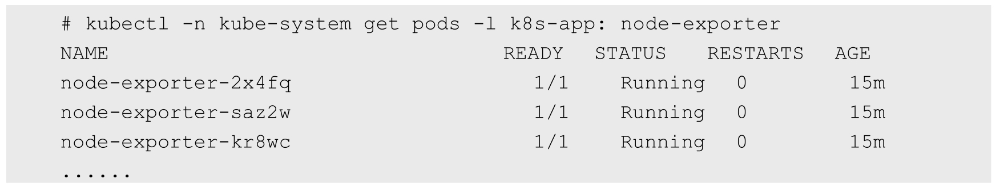 # kubectl -n kube-system get pods -l k8s-app: node-exporter
NAME READY STATUS RESTARTS AGE
node-exporter-2x4fq 1/1 Running 0 15m
node-exporter-saz2w 1/1 Running 0 15m
node-exporter-kr8wc 1/1 Running 0 15m
......